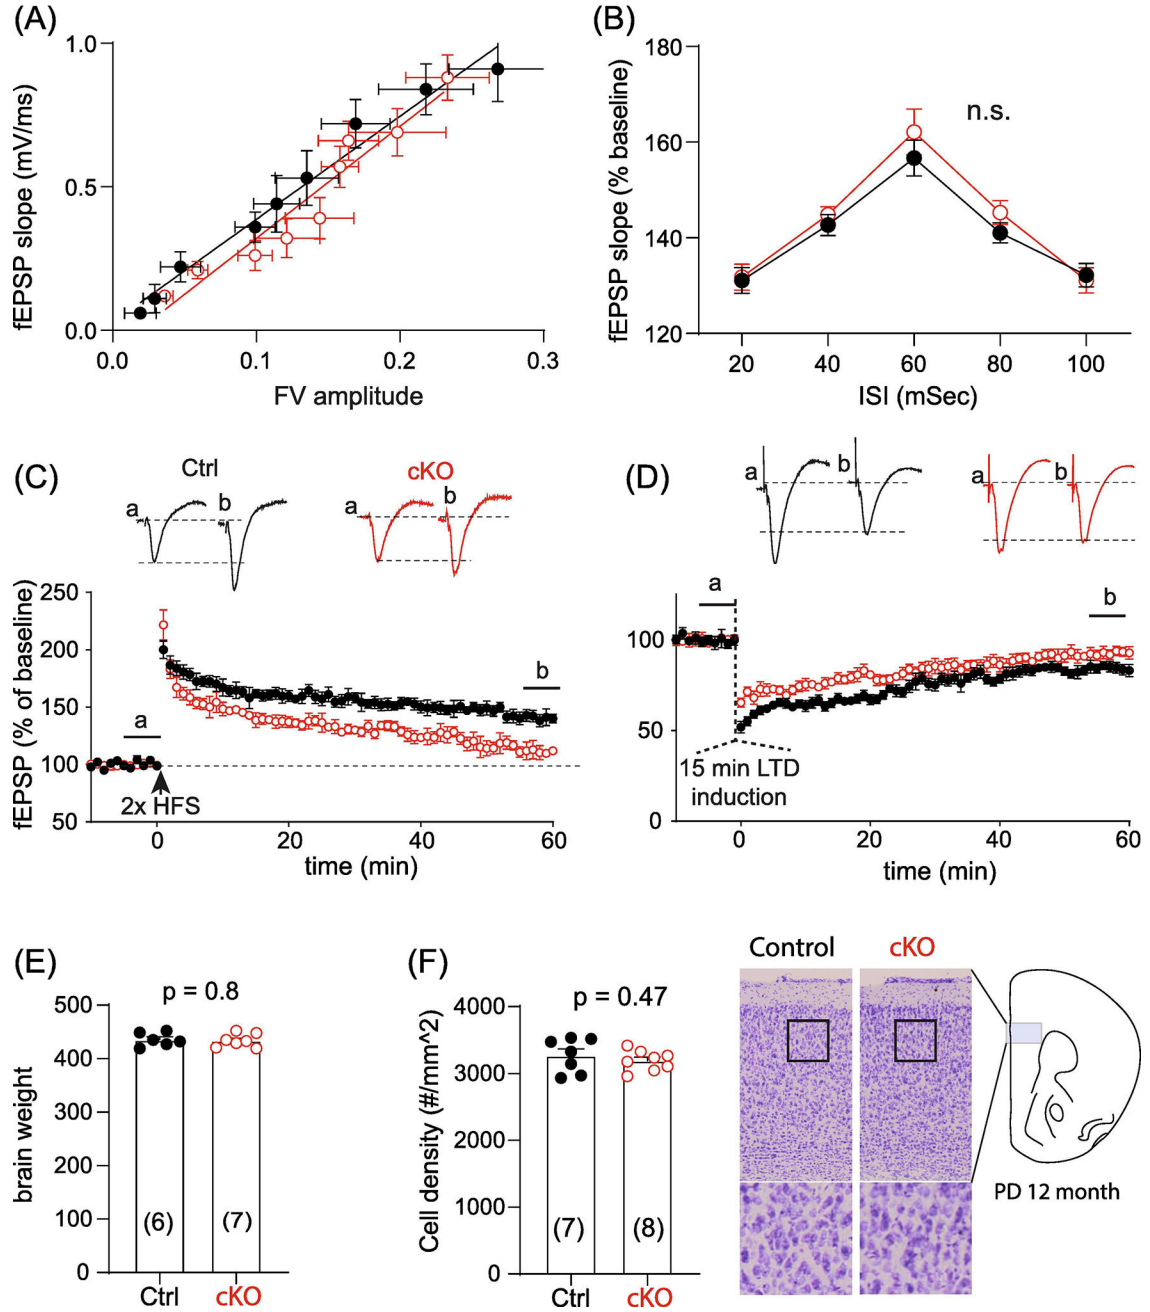 (A)
1.0
0.5
0.0
fEPSP slope (mV/ms)
0.0 0.1 0.2 0.3
FV amplitude
(B)
180
160
140
120
fEPSP slope (% baseline)
n.s.
20 40 60 80 100
ISI (mSec)
(C)
Ctrl
cKO
a b
a b
250
200
150
100
50
fEPSP (% of baseline)
a
b
2x HFS
0 20 40 60
time (min)
(D)
a b
a b
a
b
100
50
0
15 min LTD
induction
0 20 40 60
time (min)
(E)
p = 0.8
500
400
300
200
100
0
brain weight
(6) (7)
Ctrl cKO
(F)
p = 0.47
4000
3000
2000
1000
0
Cell density (#/mm^2)
(7) (8)
Ctrl cKO
Control cKO
PD 12 month